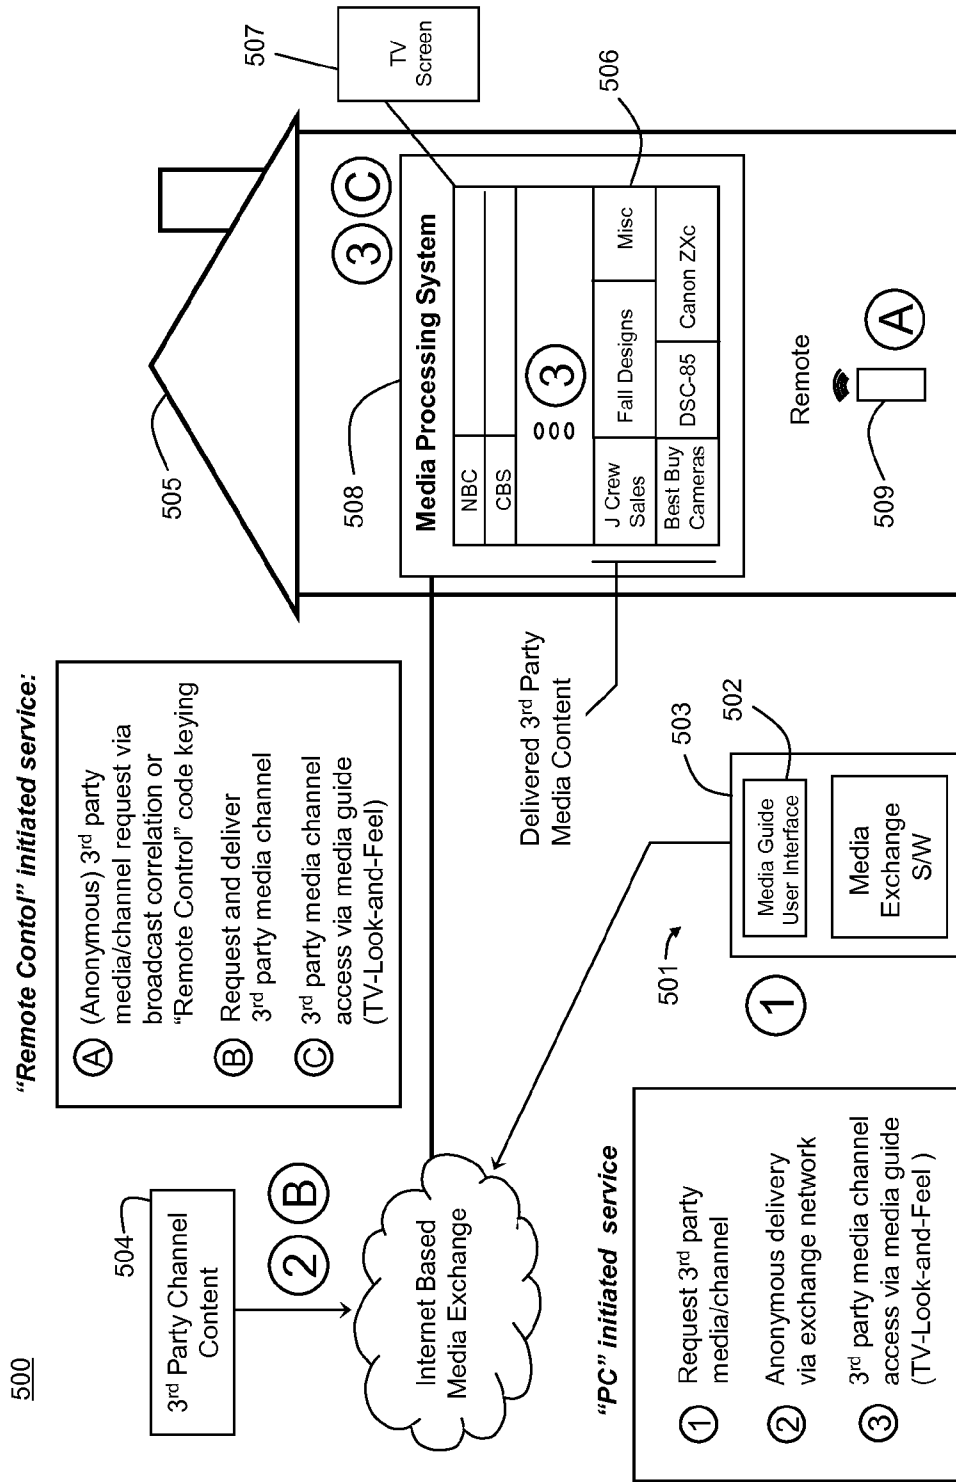 500
"Remote Contol" initiated service:
A (Anonymous) 3rd party
media/channel request via
broadcast correlation or
"Remote Control" code keying
B Request and deliver
3rd party media channel
C 3rd party media channel
access via media guide
(TV-Look-and-Feel)
504
3rd Party Channel
Content
2 B
Internet Based
Media Exchange
"PC" initiated service
1 Request 3rd party
media/channel
2 Anonymous delivery
via exchange network
3 3rd party media channel
access via media guide
(TV-Look-and-Feel )
501
1
503
502
Media Guide
User Interface
Media
Exchange
S/W
Delivered 3rd Party
Media Content
505
508
3 C
Media Processing System
NBC
CBS
3
J Crew
Sales
Fall Designs
Misc
Best Buy
Cameras
DSC-85
Canon ZXc
507
TV
Screen
506
Remote
A
509